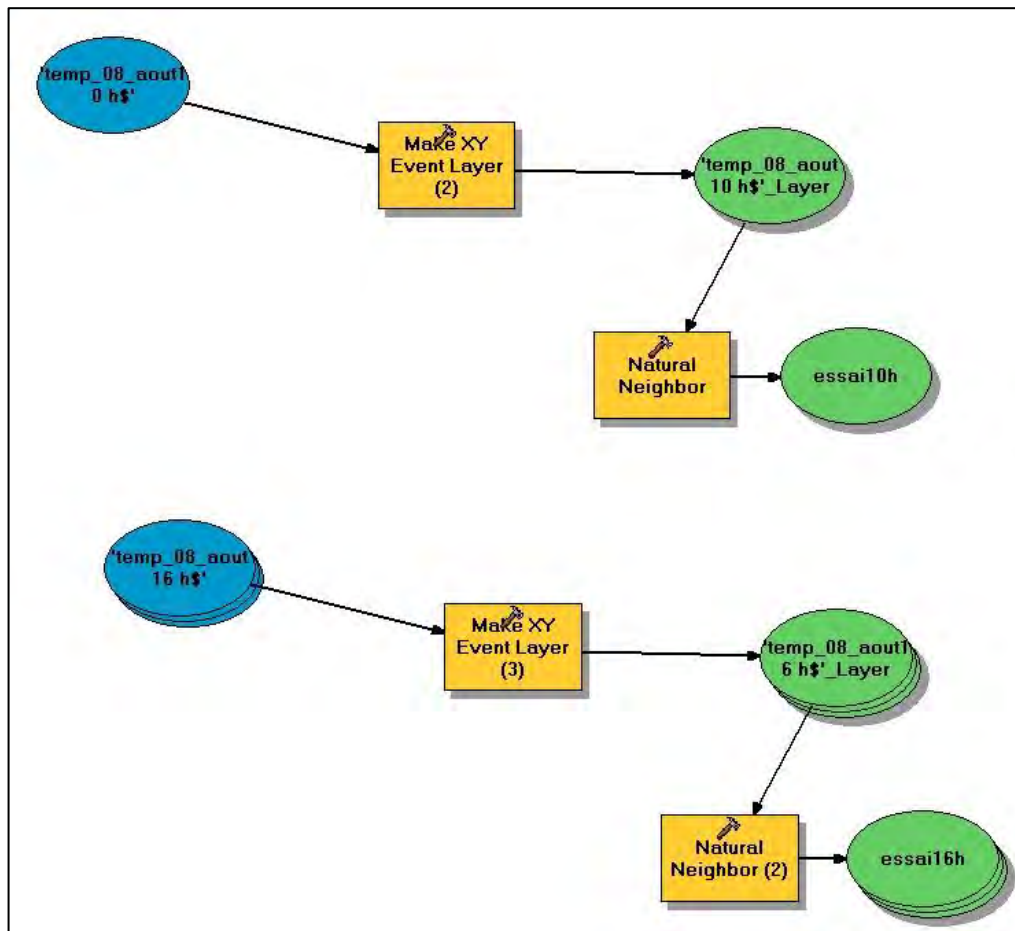 'temp_08_aout1
0 h$'
Make XY
Event Layer
(2)
'temp_08_aout
10 h$'_Layer
Natural
Neighbor
essai10h
'temp_08_aout
16 h$'
Make XY
Event Layer
(3)
'temp_08_aout1
6 h$'_Layer
Natural
Neighbor (2)
essai16h